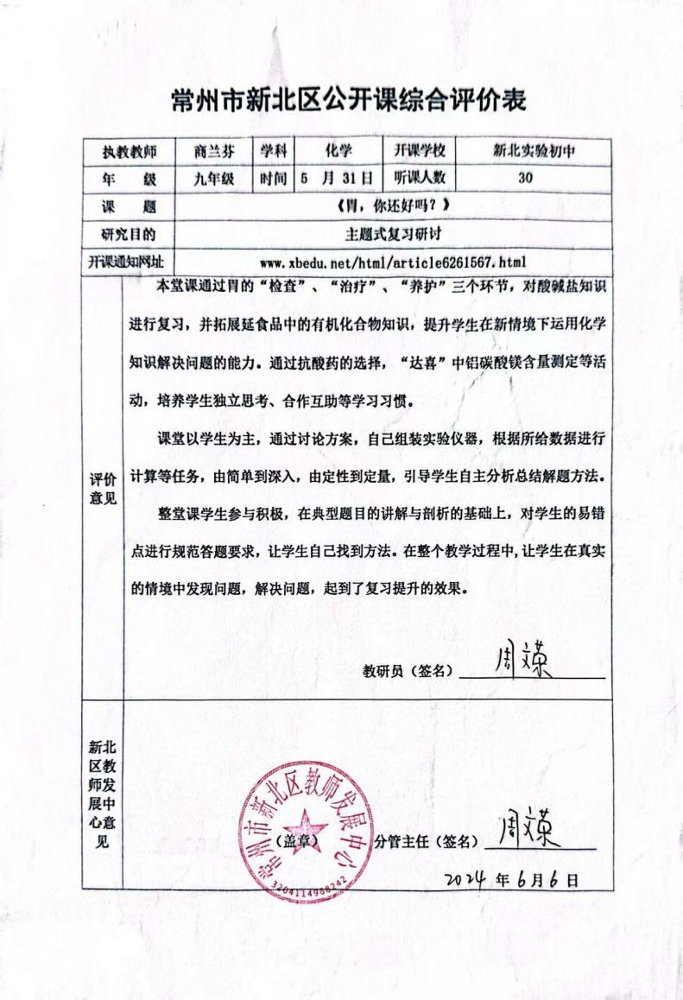 常州市新北区公开课综合评价表
执教教师 商兰芬 学科 化学 开课学校 新北实验初中
年 级 九年级 时间 5 月 31 日 听课人数 30
课 题 《胃，你还好吗？》
研究目的 主题式复习研讨
开课通知网址 www.xbedu.net/html/article6261567.html
本堂课通过胃的“检查”、“治疗”、“养护”三个环节，对酸碱盐知识
进行复习，并拓展延食品中的有机化合物知识，提升学生在新情境下运用化学
知识解决问题的能力。通过抗酸药的选择，“达喜”中铝碳酸镁含量测定等活
动，培养学生独立思考、合作互助等学习习惯。
课堂以学生为主，通过讨论方案，自己组装实验仪器，根据所给数据进行
计算等任务，由简单到深入，由定性到定量，引导学生自主分析总结解题方法。
整堂课学生参与积极，在典型题目的讲解与剖析的基础上，对学生的易错
点进行规范答题要求，让学生自己找到方法。在整个教学过程中,让学生在真实
的情境中发现问题，解决问题，起到了复习提升的效果。
评价
意见
教研员（签名） 周文荣
新北
区教
师发
展中
心意
见
常州市新北区教师发展中心
（盖章）
3204114968242
分管主任（签名） 周文荣
2024 年 6 月 6 日